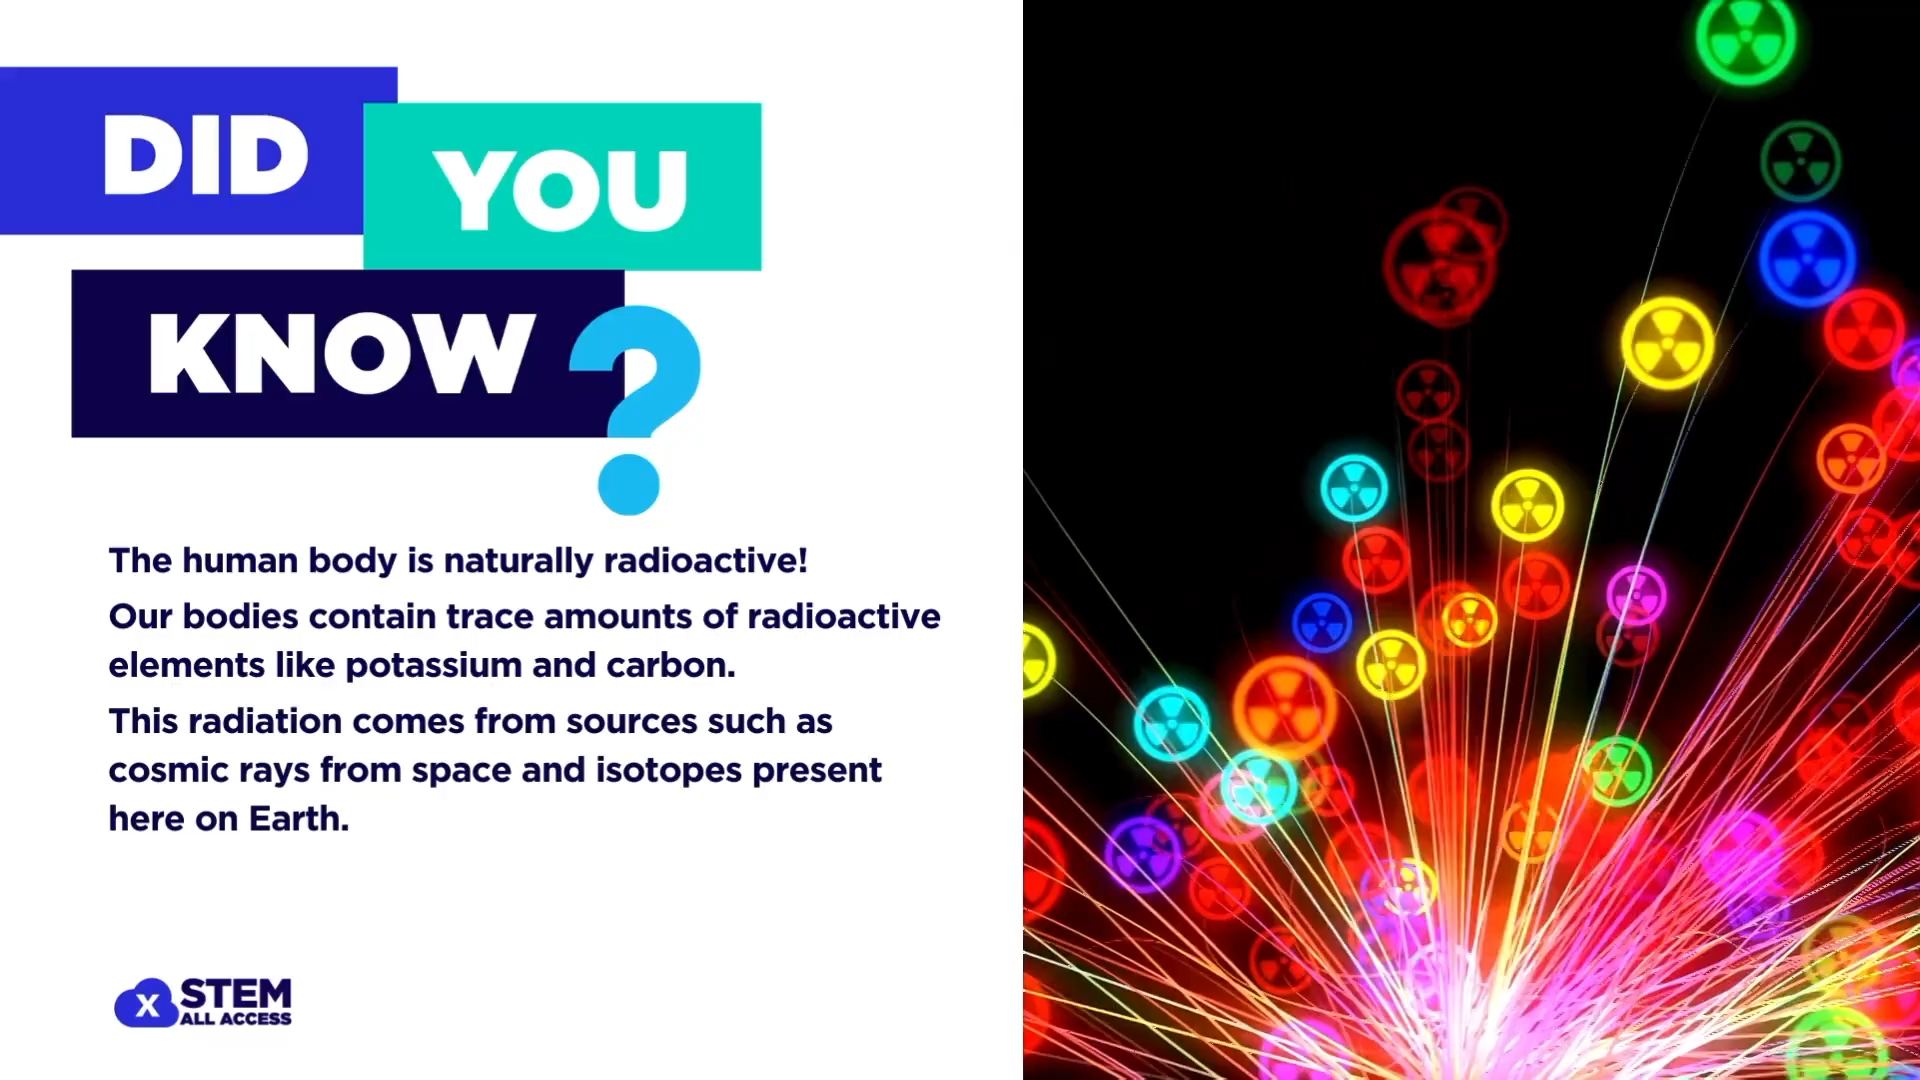 DID
YOU
KNOW?
The human body is naturally radioactive!
Our bodies contain trace amounts of radioactive
elements like potassium and carbon.
This radiation comes from sources such as
cosmic rays from space and isotopes present
here on Earth.
X STEM
ALL ACCESS